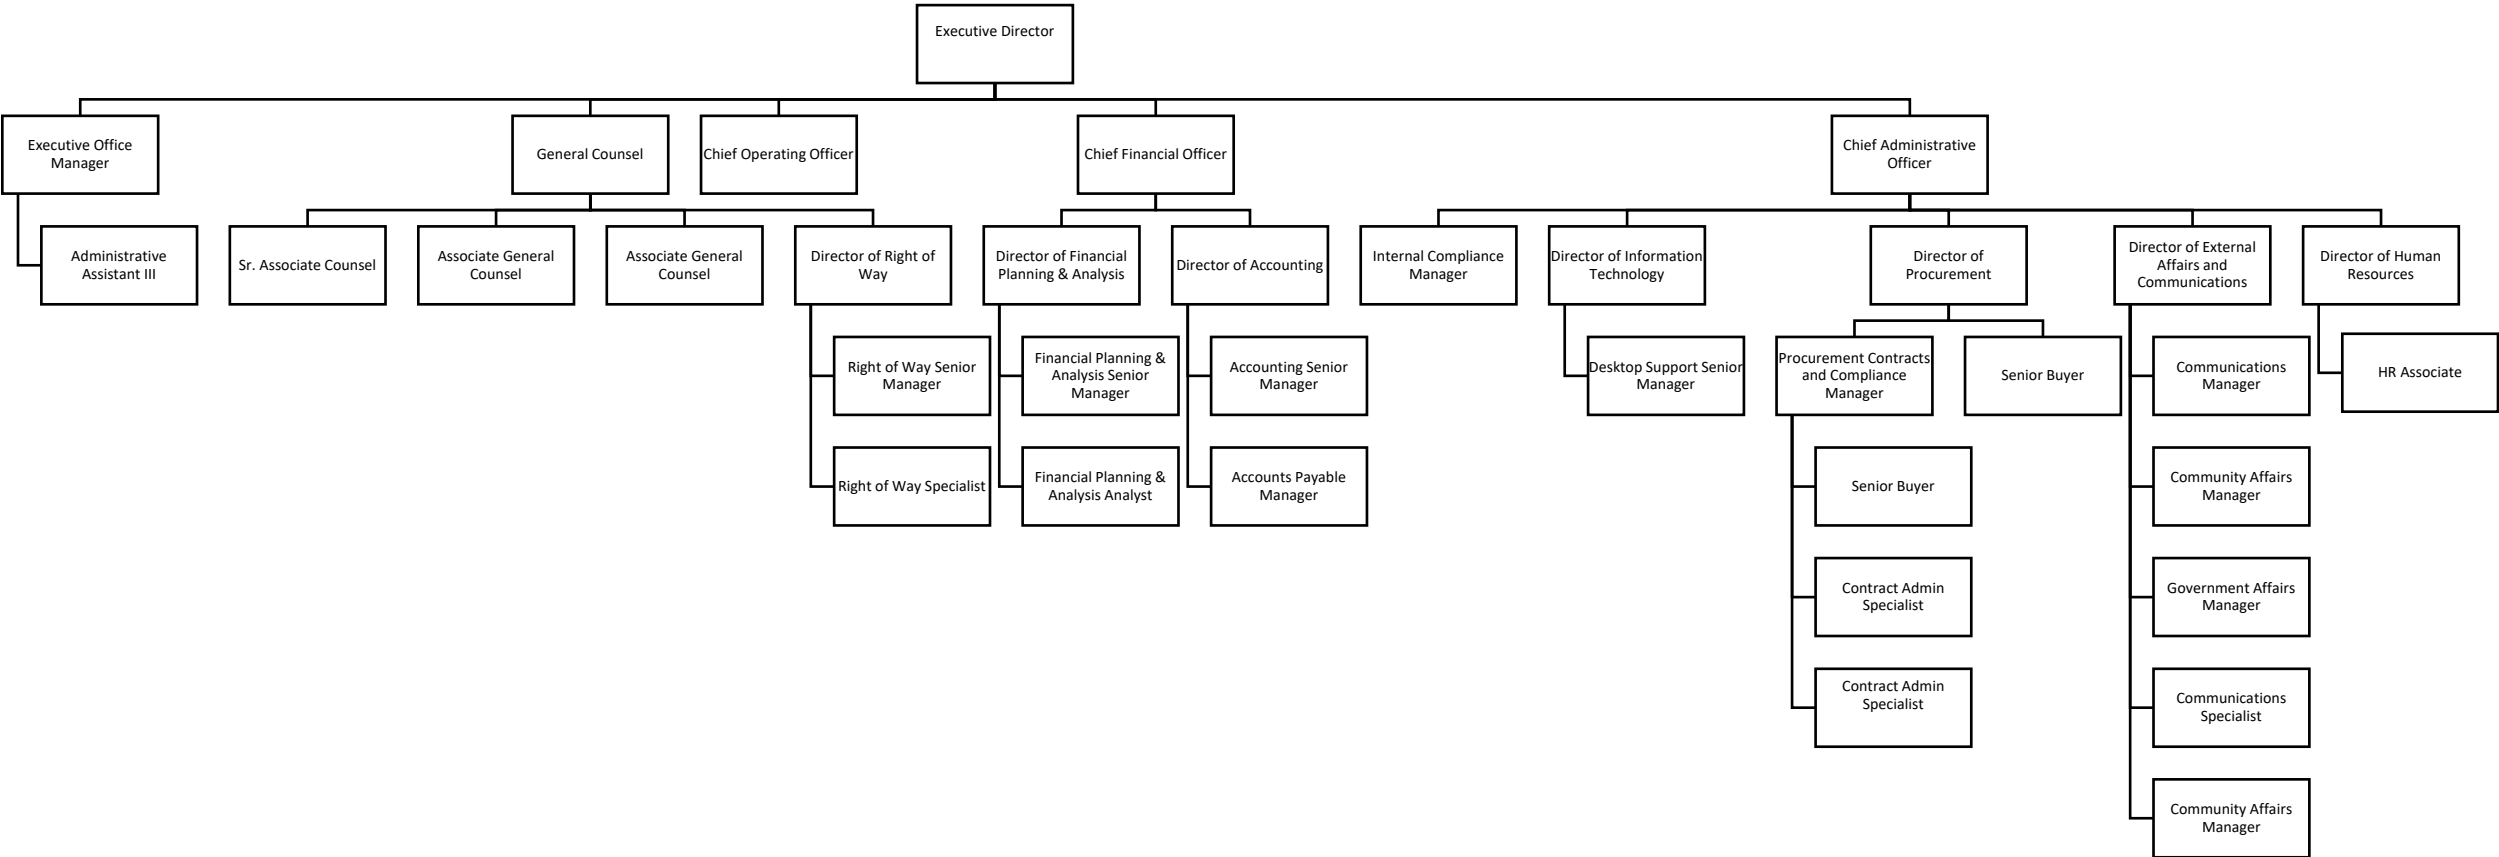 Executive Director
Executive Office
Manager
General Counsel
Chief Operating Officer
Chief Financial Officer
Chief Administrative
Officer
Administrative
Assistant III
Sr. Associate Counsel
Associate General
Counsel
Associate General
Counsel
Director of Right of
Way
Director of Financial
Planning & Analysis
Director of Accounting
Internal Compliance
Manager
Director of Information
Technology
Director of
Procurement
Director of External
Affairs and
Communications
Director of Human
Resources
Right of Way Senior
Manager
Financial Planning &
Analysis Senior
Manager
Accounting Senior
Manager
Desktop Support Senior
Manager
Procurement Contracts
and Compliance
Manager
Senior Buyer
Communications
Manager
HR Associate
Right of Way Specialist
Financial Planning &
Analysis Analyst
Accounts Payable
Manager
Senior Buyer
Community Affairs
Manager
Contract Admin
Specialist
Government Affairs
Manager
Contract Admin
Specialist
Communications
Specialist
Community Affairs
Manager